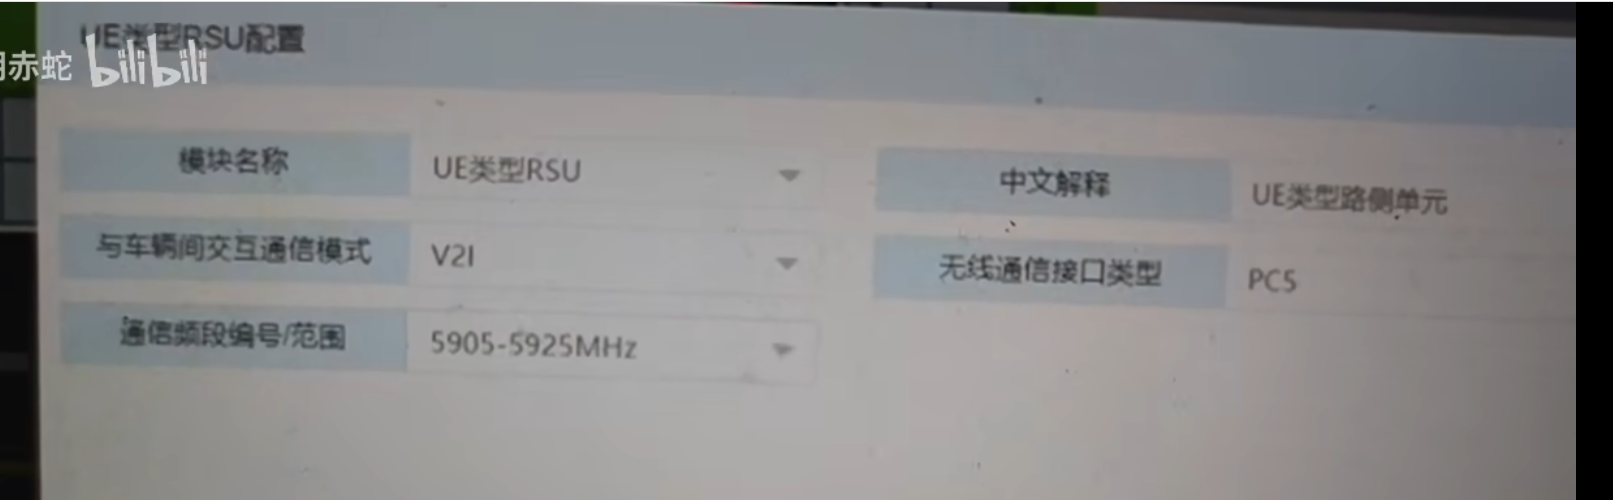 UE类型RSU配置
赤蛇 bilibili
模块名称 UE类型RSU 中文解释 UE类型路侧单元
与车辆间交互通信模式 V2I 无线通信接口类型 PC5
通信频段编号/范围 5905-5925MHz